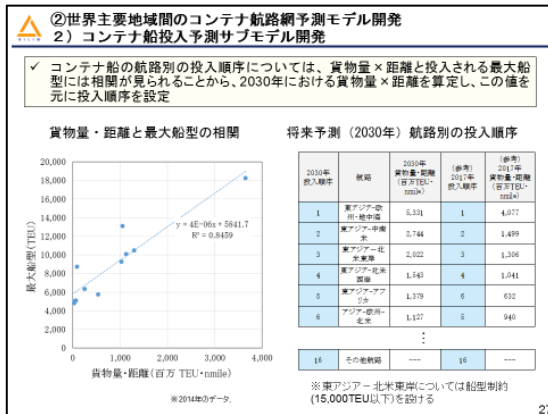 ②世界主要地域間のコンテナ航路網予測モデル開発
2）コンテナ船投入予測サブモデル開発
✓ コンテナ船の航路別の投入順序については、貨物量×距離と投入される最大船
型には相関が見られることから、2030年における貨物量×距離を算定し、この値を
元に投入順序を設定
貨物量・距離と最大船型の相関
最大船型(TEU)
20,000
18,000
16,000
14,000
12,000
10,000
8,000
6,000
4,000
2,000
0
y = 4E-06x + 5841.7
R² = 0.8459
0 1,000 2,000 3,000 4,000
貨物量・距離(百万 TEU・nmile)
※2014年のデータ
将来予測（2030年）航路別の投入順序
2030年
投入順序
航路
2030年
貨物量・距離
(百万TEU・
nmile)
(参考)
2017年
投入順序
(参考)
2017年
貨物量・距離
(百万TEU・
nmile)
1 東アジア-欧
州・地中海 5,331 1 4,077
2 東アジア-中南
米 2,744 2 1,499
3 東アジア－北
米東岸 2,022 3 1,306
4 東アジア-北米
西岸 1,543 4 1,041
5 東アジア-アフ
リカ 1,379 6 632
6 アジア-欧州-
北米 1,127 5 940
⋮
16 その他航路 --- 16 ---
※東アジア－北米東岸については船型制約
(15,000TEU以下)を設ける
27